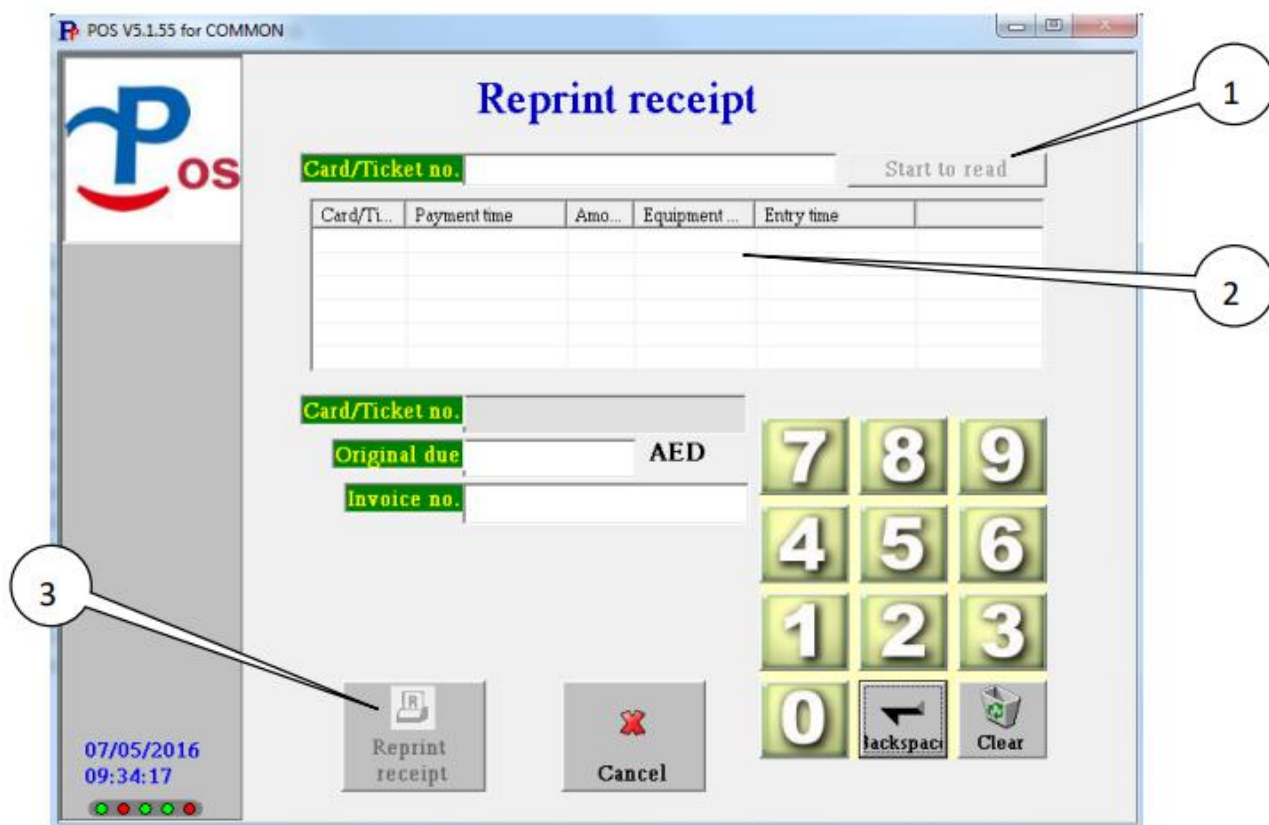 POS V5.1.55 for COMMON
Pos
Reprint receipt
1
Card/Ticket no.
Start to read
Card/Ti... Payment time Amo... Equipment ... Entry time
2
Card/Ticket no.
Original due AED
Invoice no.
7 8 9
4 5 6
3
1 2 3
0 Backspac Clear
R
Reprint
receipt
Cancel
07/05/2016
09:34:17